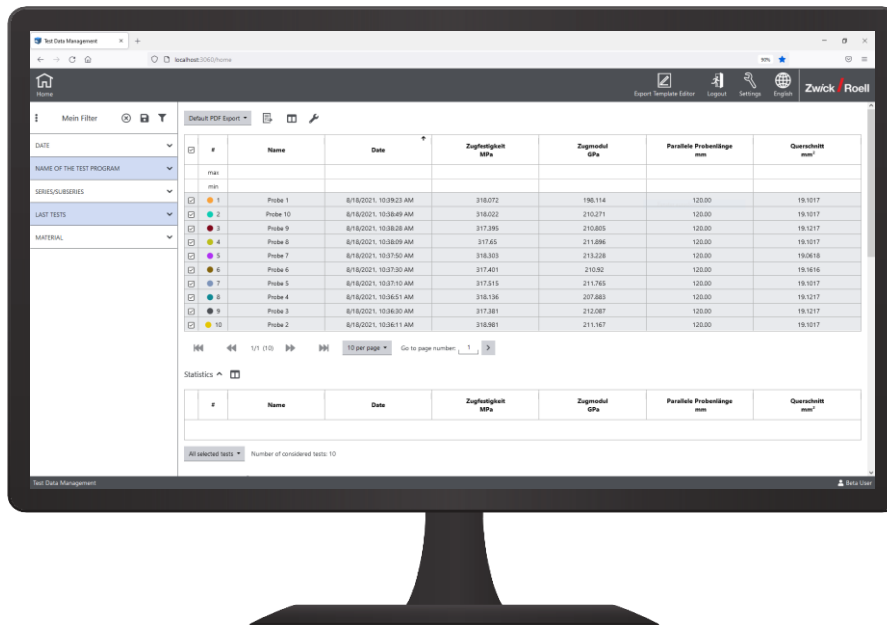 Test Data Management
localhost:3060/home
90%
Home
Export Template Editor Logout Settings English Zwick / Roell
Mein Filter
Default PDF Export
DATE
NAME OF THE TEST PROGRAM
SERIES/SUBSERIES
LAST TESTS
MATERIAL
# Name Date Zugfestigkeit MPa Zugmodul GPa Parallele Probenlänge mm Querschnitt mm²
max
min
1 Probe 1 8/18/2021, 10:39:23 AM 318.072 198.114 120.00 19.1017
2 Probe 10 8/18/2021, 10:38:49 AM 318.022 210.271 120.00 19.1017
3 Probe 9 8/18/2021, 10:38:28 AM 317.395 210.805 120.00 19.1217
4 Probe 8 8/18/2021, 10:38:09 AM 317.65 211.896 120.00 19.1017
5 Probe 7 8/18/2021, 10:37:50 AM 318.303 213.228 120.00 19.0618
6 Probe 6 8/18/2021, 10:37:30 AM 317.401 210.92 120.00 19.1616
7 Probe 5 8/18/2021, 10:37:10 AM 317.515 211.765 120.00 19.1017
8 Probe 4 8/18/2021, 10:36:51 AM 318.136 207.883 120.00 19.1217
9 Probe 3 8/18/2021, 10:36:30 AM 317.381 212.087 120.00 19.1217
10 Probe 2 8/18/2021, 10:36:11 AM 318.981 211.167 120.00 19.1017
1/1 (10) 10 per page Go to page number: 1
Statistics
# Name Date Zugfestigkeit MPa Zugmodul GPa Parallele Probenlänge mm Querschnitt mm²
All selected tests Number of considered tests: 10
Test Data Management Beta User